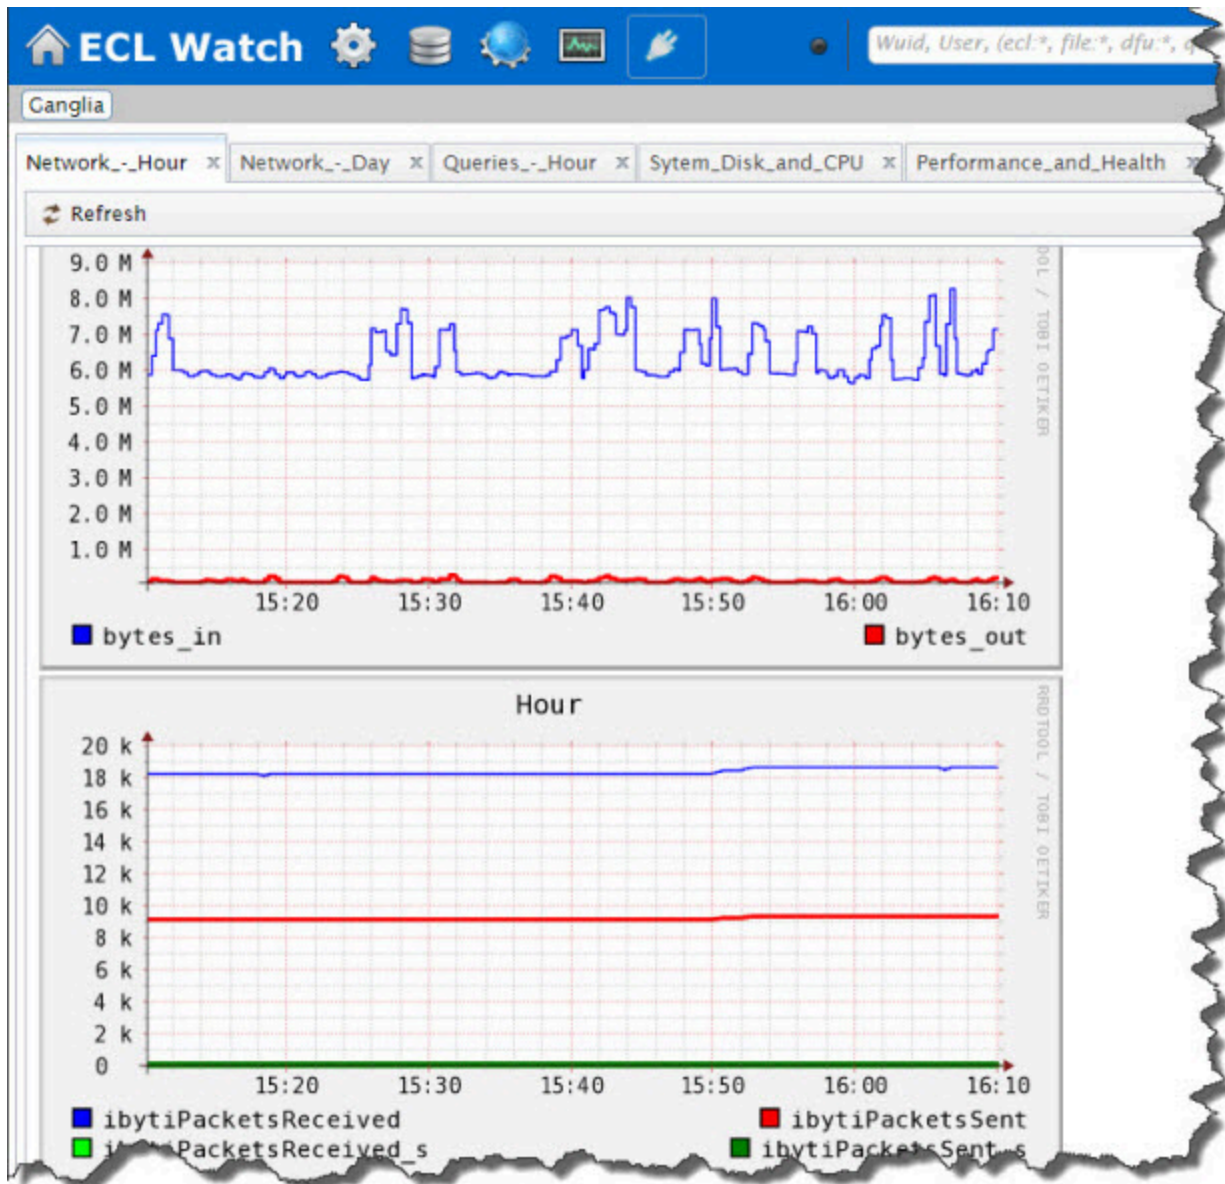 ECL Watch
Wuid, User, (ecl:*, file:*, dfu:*,
Ganglia
Network_-_Hour x Network_-_Day x Queries_-_Hour x Sytem_Disk_and_CPU x Performance_and_Health x
Refresh
9.0 M
8.0 M
7.0 M
6.0 M
5.0 M
4.0 M
3.0 M
2.0 M
1.0 M
15:20 15:30 15:40 15:50 16:00 16:10
bytes_in bytes_out
/ TOBI OETIKER
Hour
20 k
18 k
16 k
14 k
12 k
10 k
8 k
6 k
4 k
2 k
0
15:20 15:30 15:40 15:50 16:00 16:10
RRDTOOL / TOBI OETIKER
ibytiPacketsReceived ibytiPacketsSent
ibytiPacketsReceived_s ibytiPacketsSent_s